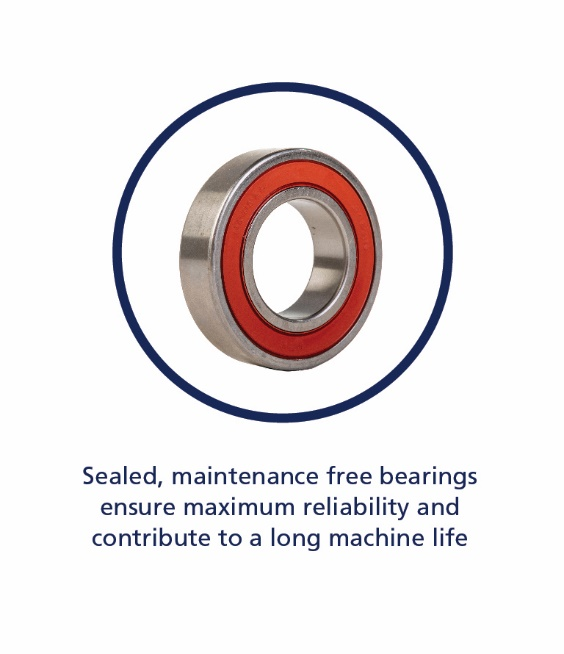 Sealed, maintenance free bearings
ensure maximum reliability and
contribute to a long machine life